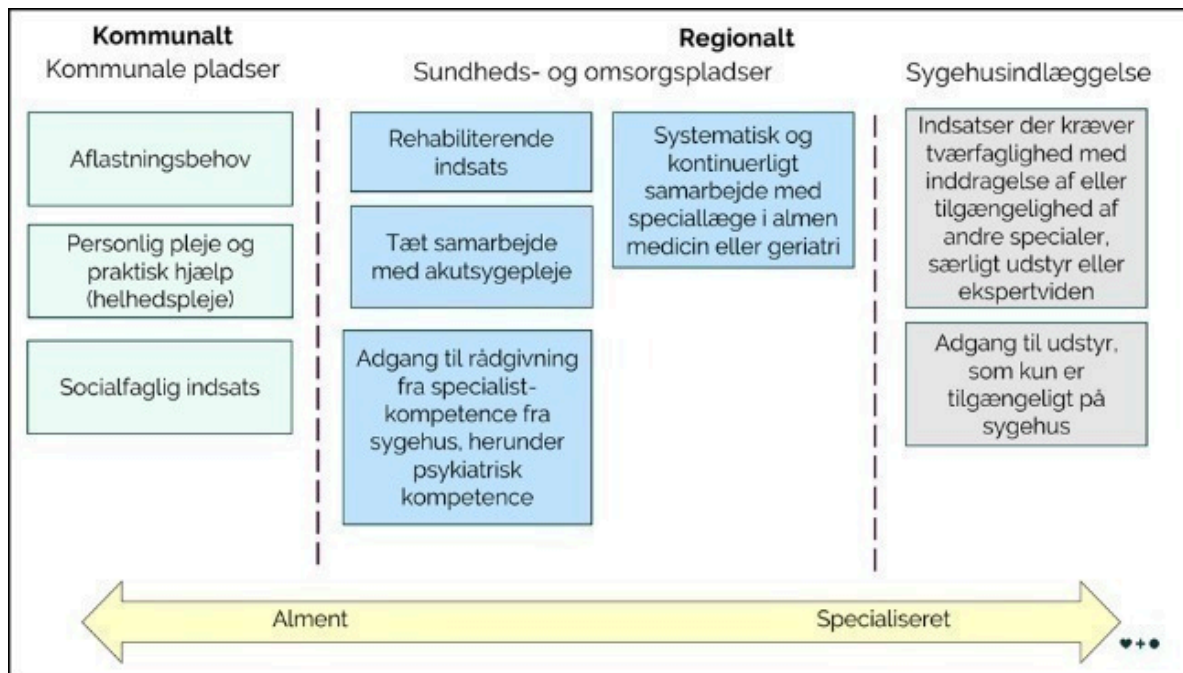 Kommunalt
Kommunale pladser
Regionalt
Sundheds- og omsorgspladser
Sygehusindlæggelse
Aflastningsbehov
Personlig pleje og
praktisk hjælp
(helhedspleje)
Socialfaglig indsats
Rehabiliterende
indsats
Tæt samarbejde
med akutsygepleje
Adgang til rådgivning
fra specialist-
kompetence fra
sygehus, herunder
psykiatrisk
kompetence
Systematisk og
kontinuerligt
samarbejde med
speciallæge i almen
medicin eller geriatri
Indsatser der kræver
tværfaglighed med
inddragelse af eller
tilgængelighed af
andre specialer,
særligt udstyr eller
ekspertviden
Adgang til udstyr,
som kun er
tilgængeligt på
sygehus
Alment
Specialiseret